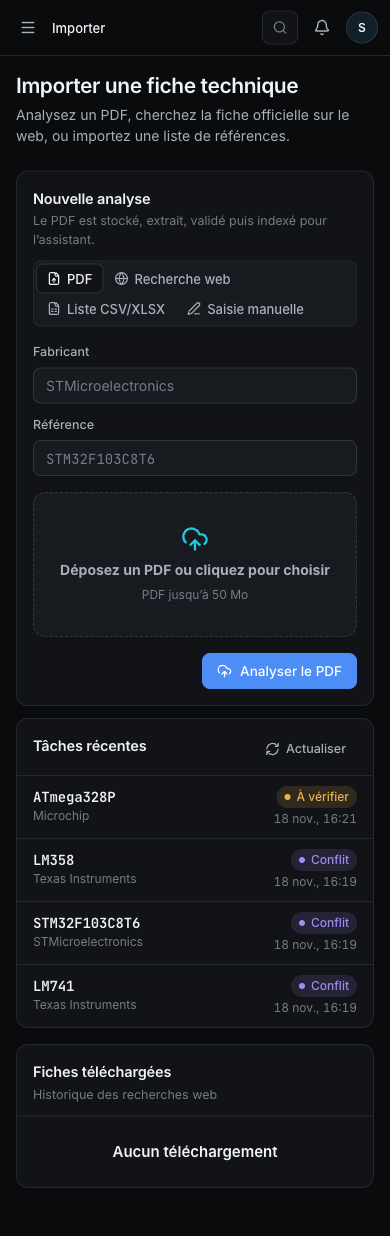 Importer
S
Importer une fiche technique
Analysez un PDF, cherchez la fiche officielle sur le
web, ou importez une liste de références.
Nouvelle analyse
Le PDF est stocké, extrait, validé puis indexé pour
l’assistant.
PDF
Recherche web
Liste CSV/XLSX
Saisie manuelle
Fabricant
STMicroelectronics
Référence
STM32F103C8T6
Déposez un PDF ou cliquez pour choisir
PDF jusqu’à 50 Mo
Analyser le PDF
Tâches récentes
Actualiser
ATmega328P
À vérifier
Microchip
18 nov., 16:21
LM358
Conflit
Texas Instruments
18 nov., 16:19
STM32F103C8T6
Conflit
STMicroelectronics
18 nov., 16:19
LM741
Conflit
Texas Instruments
18 nov., 16:19
Fiches téléchargées
Historique des recherches web
Aucun téléchargement